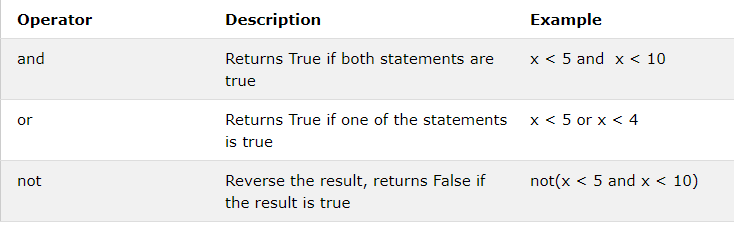 Operator Description Example
and Returns True if both statements are x < 5 and  x < 10
true
or Returns True if one of the statements x < 5 or x < 4
is true
not Reverse the result, returns False if not(x < 5 and x < 10)
the result is true